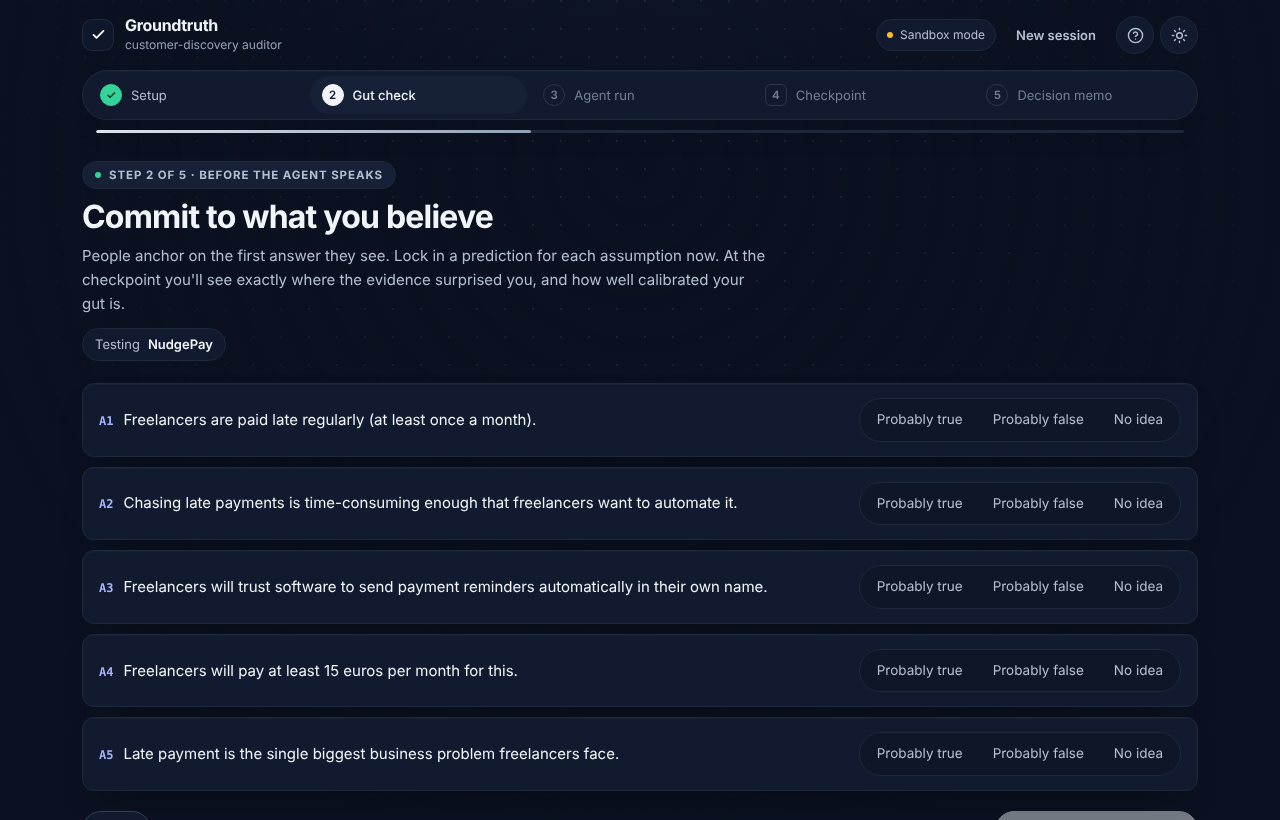 Groundtruth
customer-discovery auditor
Sandbox mode
New session
Setup
2 Gut check
3 Agent run
4 Checkpoint
5 Decision memo
STEP 2 OF 5 · BEFORE THE AGENT SPEAKS
Commit to what you believe
People anchor on the first answer they see. Lock in a prediction for each assumption now. At the
checkpoint you'll see exactly where the evidence surprised you, and how well calibrated your
gut is.
Testing NudgePay
A1 Freelancers are paid late regularly (at least once a month). Probably true Probably false No idea
A2 Chasing late payments is time-consuming enough that freelancers want to automate it. Probably true Probably false No idea
A3 Freelancers will trust software to send payment reminders automatically in their own name. Probably true Probably false No idea
A4 Freelancers will pay at least 15 euros per month for this. Probably true Probably false No idea
A5 Late payment is the single biggest business problem freelancers face. Probably true Probably false No idea